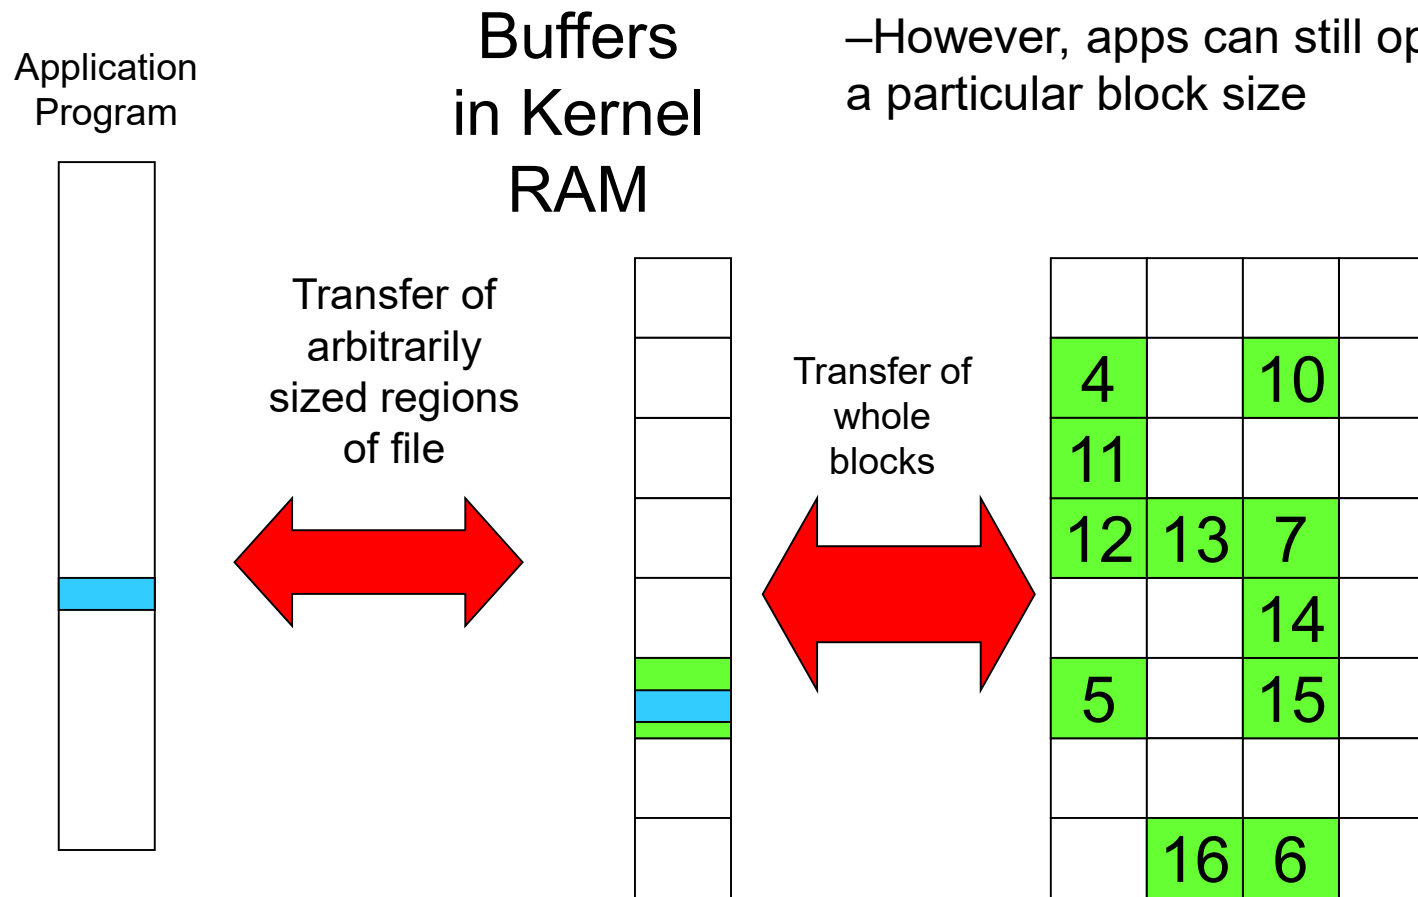 Application
Program
Buffers
in Kernel
RAM
–However, apps can still op
a particular block size
Transfer of
arbitrarily
sized regions
of file
Transfer of
whole
blocks
4 10
11
12 13 7
14
5 15
16 6